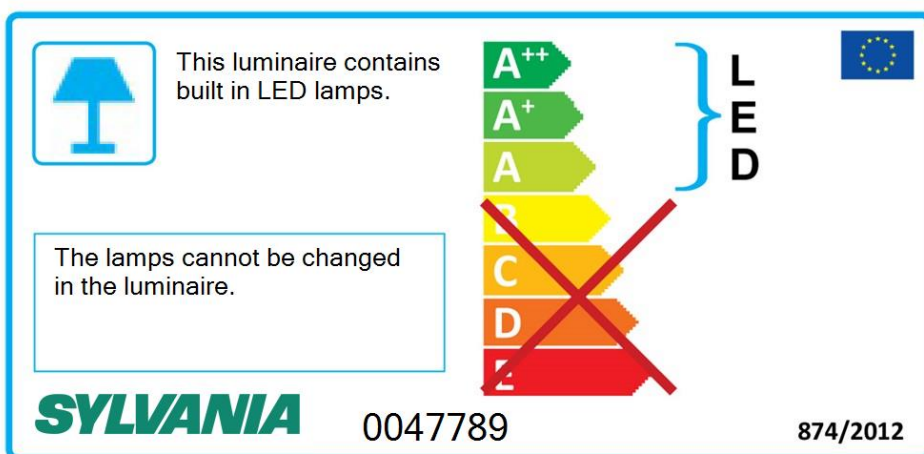 This luminaire contains
built in LED lamps.
The lamps cannot be changed
in the luminaire.
A++
A+
A
B
C
D
E
L
E
D
SYLVANIA
0047789
874/2012